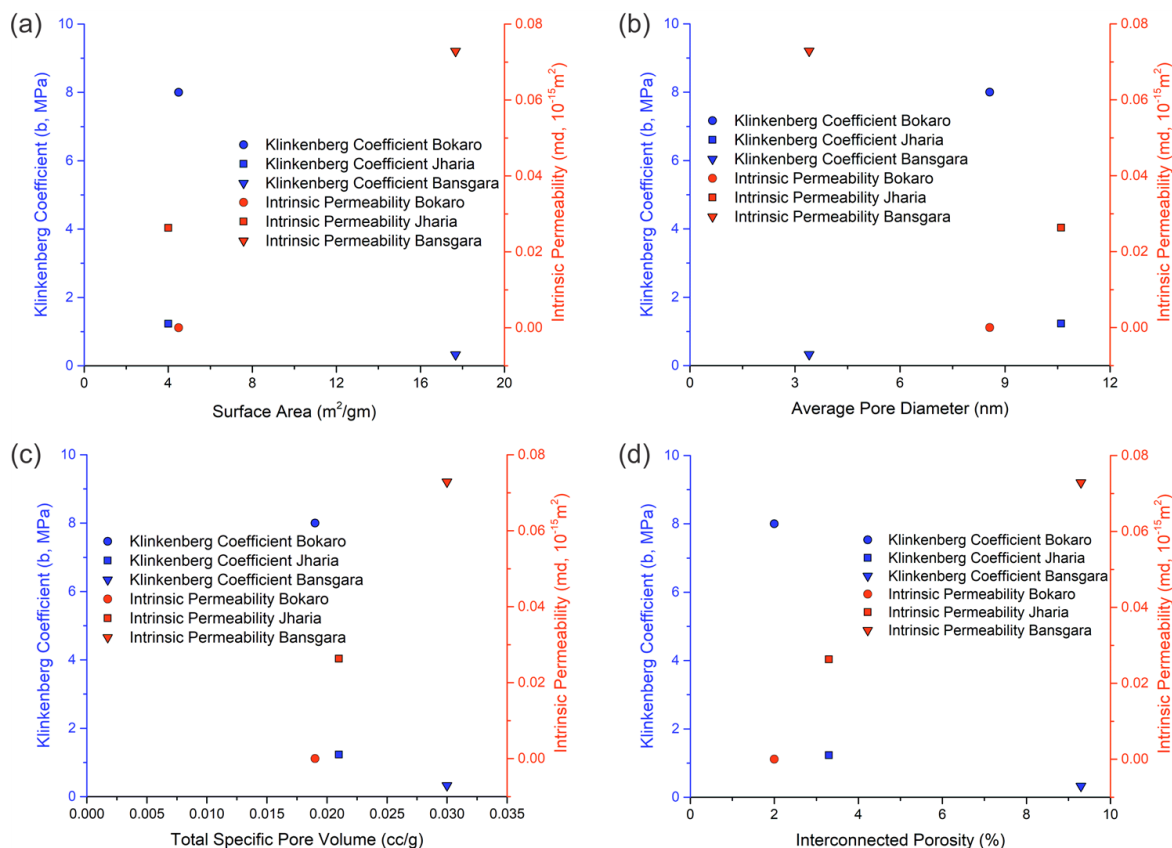 (a)
10
8
6
4
2
0
Klinkenberg Coefficient (b, MPa)
0 4 8 12 16 20
Surface Area (m²/gm)
0.08
0.06
0.04
0.02
0.00
Intrinsic Permeability (md, 10⁻¹⁵m²)
Klinkenberg Coefficient Bokaro
Klinkenberg Coefficient Jharia
Klinkenberg Coefficient Bansgara
Intrinsic Permeability Bokaro
Intrinsic Permeability Jharia
Intrinsic Permeability Bansgara
(b)
10
8
6
4
2
0
Klinkenberg Coefficient (b, MPa)
0 3 6 9 12
Average Pore Diameter (nm)
0.08
0.06
0.04
0.02
0.00
Intrinsic Permeability (md, 10⁻¹⁵m²)
Klinkenberg Coefficient Bokaro
Klinkenberg Coefficient Jharia
Klinkenberg Coefficient Bansgara
Intrinsic Permeability Bokaro
Intrinsic Permeability Jharia
Intrinsic Permeability Bansgara
(c)
10
8
6
4
2
0
Klinkenberg Coefficient (b, MPa)
0.000 0.005 0.010 0.015 0.020 0.025 0.030 0.035
Total Specific Pore Volume (cc/g)
0.08
0.06
0.04
0.02
0.00
Intrinsic Permeability (md, 10⁻¹⁵m²)
Klinkenberg Coefficient Bokaro
Klinkenberg Coefficient Jharia
Klinkenberg Coefficient Bansgara
Intrinsic Permeability Bokaro
Intrinsic Permeability Jharia
Intrinsic Permeability Bansgara
(d)
10
8
6
4
2
0
Klinkenberg Coefficient (b, MPa)
0 2 4 6 8 10
Interconnected Porosity (%)
0.08
0.06
0.04
0.02
0.00
Intrinsic Permeability (md, 10⁻¹⁵m²)
Klinkenberg Coefficient Bokaro
Klinkenberg Coefficient Jharia
Klinkenberg Coefficient Bansgara
Intrinsic Permeability Bokaro
Intrinsic Permeability Jharia
Intrinsic Permeability Bansgara